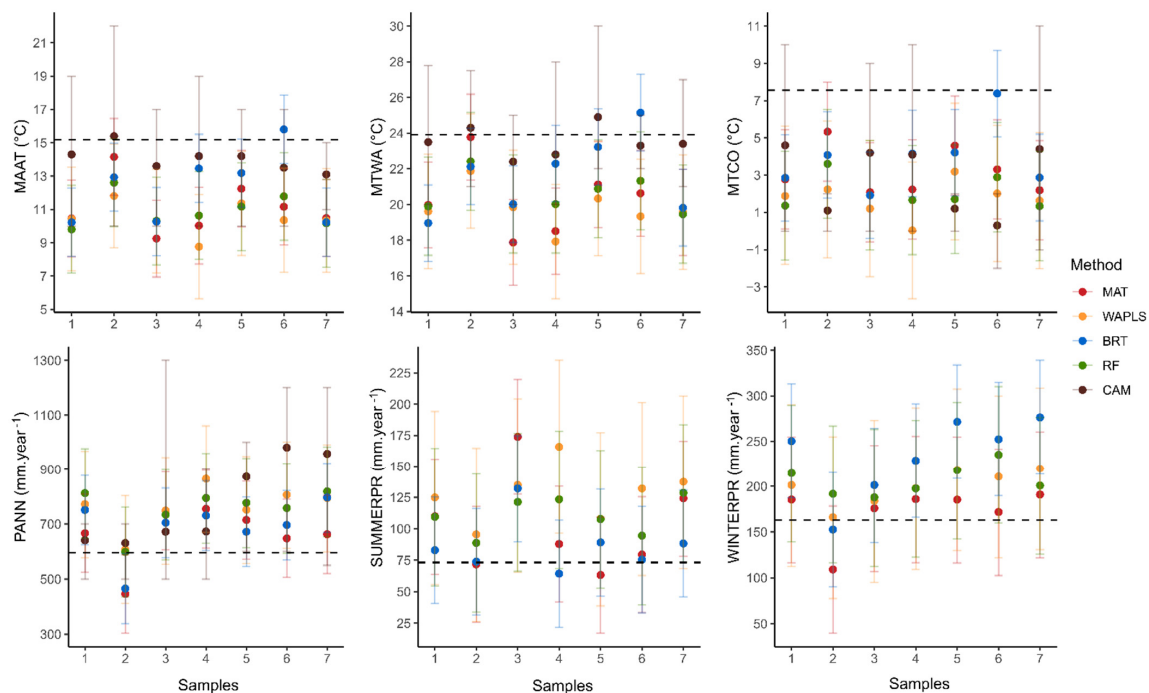 MAAT (°C)
21
19
17
15
13
11
9
7
5
1 2 3 4 5 6 7
MTWA (°C)
30
28
26
24
22
20
18
16
14
1 2 3 4 5 6 7
MTCO (°C)
11
9
7
5
3
1
-1
-3
1 2 3 4 5 6 7
Method
MAT
WAPLS
BRT
RF
CAM
PANN (mm.year⁻¹)
1300
1100
900
700
500
300
1 2 3 4 5 6 7
Samples
SUMMERPR (mm.year⁻¹)
225
200
175
150
125
100
75
50
25
1 2 3 4 5 6 7
Samples
WINTERPR (mm.year⁻¹)
350
300
250
200
150
100
50
1 2 3 4 5 6 7
Samples